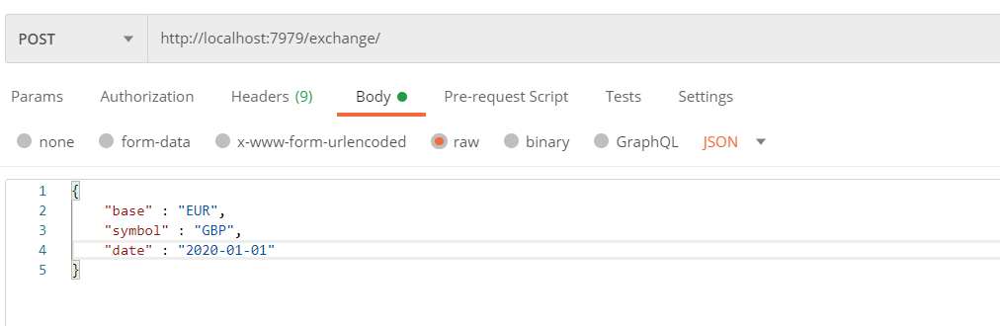 POST http://localhost:7979/exchange/
Params Authorization Headers (9) Body Pre-request Script Tests Settings
none form-data x-www-form-urlencoded raw binary GraphQL JSON
1 {
2 "base" : "EUR",
3 "symbol" : "GBP",
4 "date" : "2020-01-01"
5 }